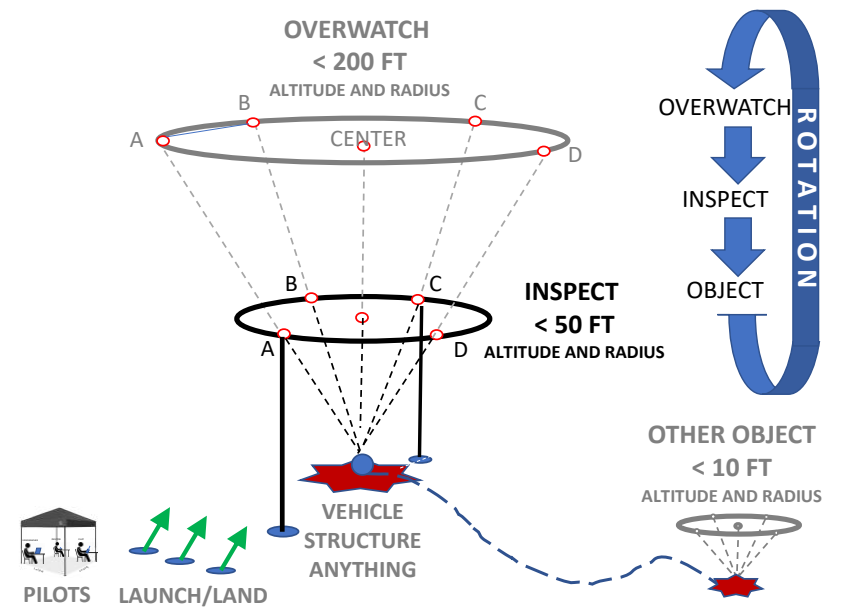 OVERWATCH
< 200 FT
ALTITUDE AND RADIUS
A
B
C
D
CENTER
B
C
A
D
INSPECT
< 50 FT
ALTITUDE AND RADIUS
OVERWATCH
INSPECT
OBJECT
ROTATION
OTHER OBJECT
< 10 FT
ALTITUDE AND RADIUS
VEHICLE
STRUCTURE
ANYTHING
PILOTS
LAUNCH/LAND